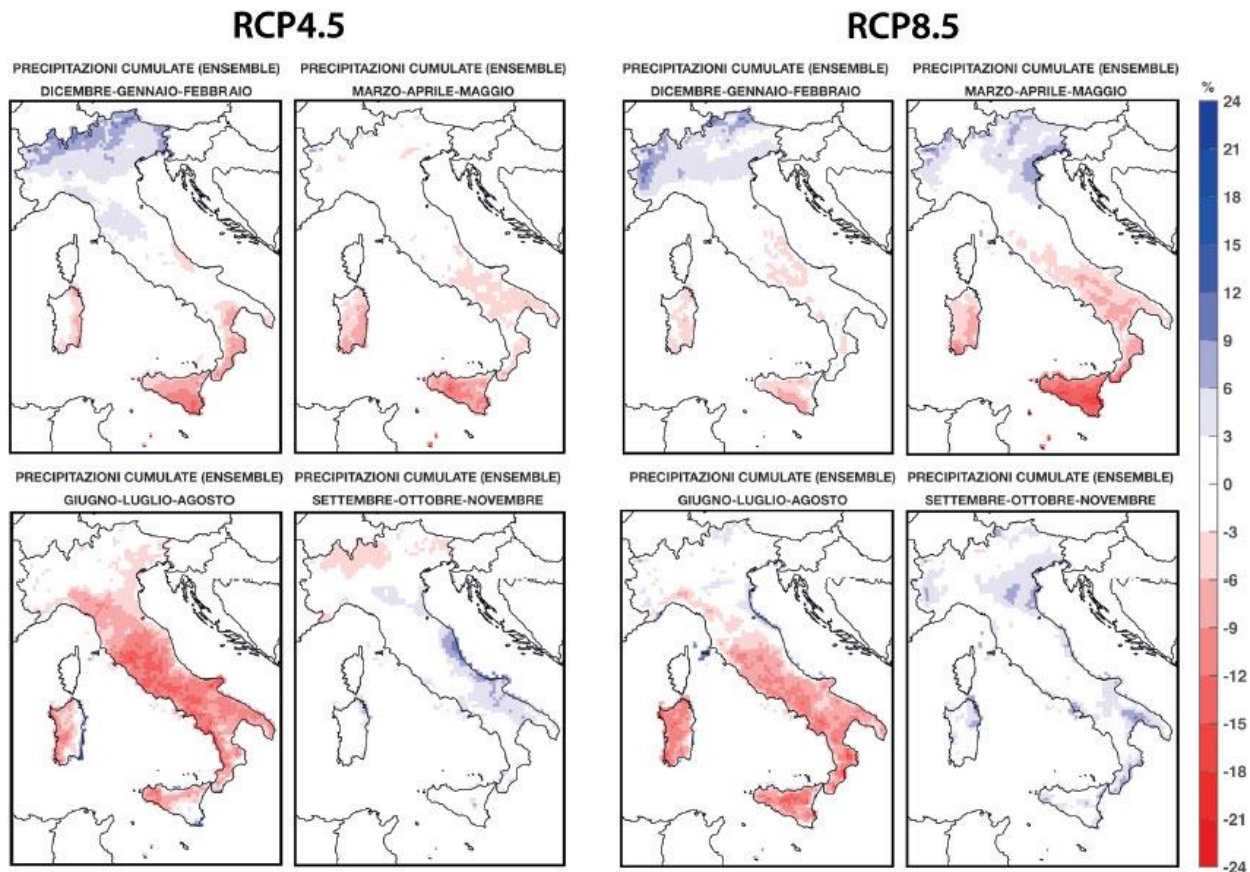 RCP4.5
RCP8.5
PRECIPITAZIONI CUMULATE (ENSEMBLE)
DICEMBRE-GENNAIO-FEBBRAIO
PRECIPITAZIONI CUMULATE (ENSEMBLE)
MARZO-APRILE-MAGGIO
PRECIPITAZIONI CUMULATE (ENSEMBLE)
DICEMBRE-GENNAIO-FEBBRAIO
PRECIPITAZIONI CUMULATE (ENSEMBLE)
MARZO-APRILE-MAGGIO
PRECIPITAZIONI CUMULATE (ENSEMBLE)
GIUGNO-LUGLIO-AGOSTO
PRECIPITAZIONI CUMULATE (ENSEMBLE)
SETTEMBRE-OTTOBRE-NOVEMBRE
PRECIPITAZIONI CUMULATE (ENSEMBLE)
GIUGNO-LUGLIO-AGOSTO
PRECIPITAZIONI CUMULATE (ENSEMBLE)
SETTEMBRE-OTTOBRE-NOVEMBRE
%
24
21
18
15
12
9
6
3
0
-3
-6
-9
-12
-15
-18
-21
-24